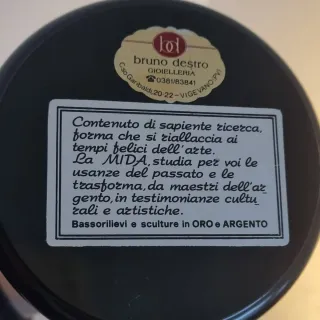 bruno destro
GIOIELLERIA
☎ 0381/83841
C.so Garibaldi, 20-22 - VIGEVANO (PV)
Contenuto di sapiente ricerca,
forma che si riallaccia ai
tempi felici dell'arte.
La MIDA, studia per voi le
usanze del passato e le
trasforma, da maestri dell'ar
gento, in testimonianze cultu
rali e artistiche.
Bassorilievi e sculture in ORO e ARGENTO